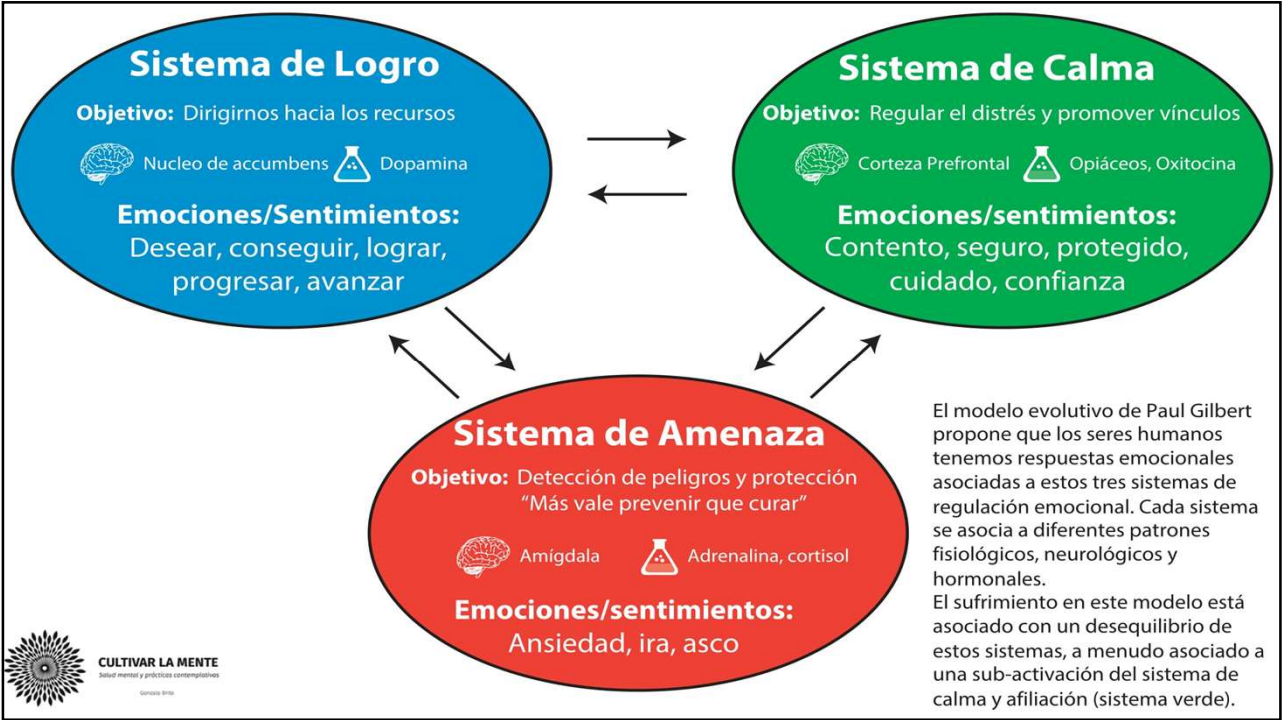 Sistema de Logro
Objetivo: Dirigirnos hacia los recursos
Nucleo de accumbens
Dopamina
Emociones/Sentimientos:
Desear, conseguir, lograr,
progresar, avanzar
Sistema de Calma
Objetivo: Regular el distrés y promover vínculos
Corteza Prefrontal
Opiáceos, Oxitocina
Emociones/sentimientos:
Contento, seguro, protegido,
cuidado, confianza
Sistema de Amenaza
Objetivo: Detección de peligros y protección
“Más vale prevenir que curar”
Amígdala
Adrenalina, cortisol
Emociones/sentimientos:
Ansiedad, ira, asco
El modelo evolutivo de Paul Gilbert
propone que los seres humanos
tenemos respuestas emocionales
asociadas a estos tres sistemas de
regulación emocional. Cada sistema
se asocia a diferentes patrones
fisiológicos, neurológicos y
hormonales.
El sufrimiento en este modelo está
asociado con un desequilibrio de
estos sistemas, a menudo asociado a
una sub-activación del sistema de
calma y afiliación (sistema verde).
CULTIVAR LA MENTE
Salud mental y prácticas contemplativas
Gonzalo Brito